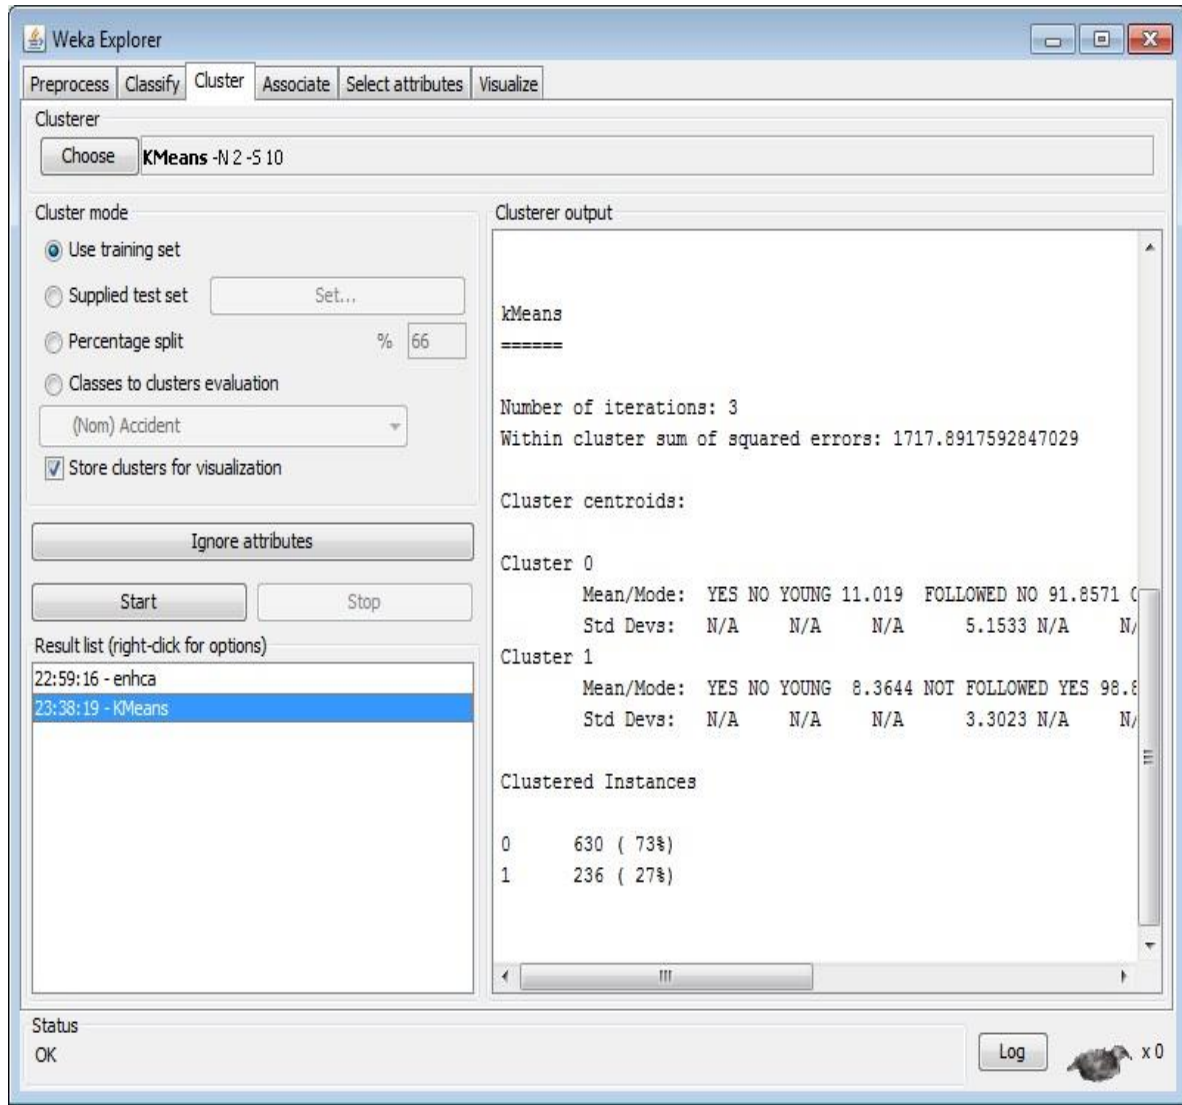 Weka Explorer
Preprocess Classify Cluster Associate Select attributes Visualize
Clusterer
Choose KMeans -N 2 -S 10
Cluster mode
Use training set
Supplied test set Set...
Percentage split % 66
Classes to clusters evaluation
(Nom) Accident
Store clusters for visualization
Ignore attributes
Start Stop
Result list (right-click for options)
22:59:16 - enhca
23:38:19 - KMeans
Clusterer output
kMeans
======
Number of iterations: 3
Within cluster sum of squared errors: 1717.8917592847029
Cluster centroids:
Cluster 0
Mean/Mode: YES NO YOUNG 11.019 FOLLOWED NO 91.8571
Std Devs: N/A N/A N/A 5.1533 N/A N/
Cluster 1
Mean/Mode: YES NO YOUNG 8.3644 NOT FOLLOWED YES 98.8
Std Devs: N/A N/A N/A 3.3023 N/A N/
Clustered Instances
0 630 ( 73%)
1 236 ( 27%)
Status
OK
Log x 0